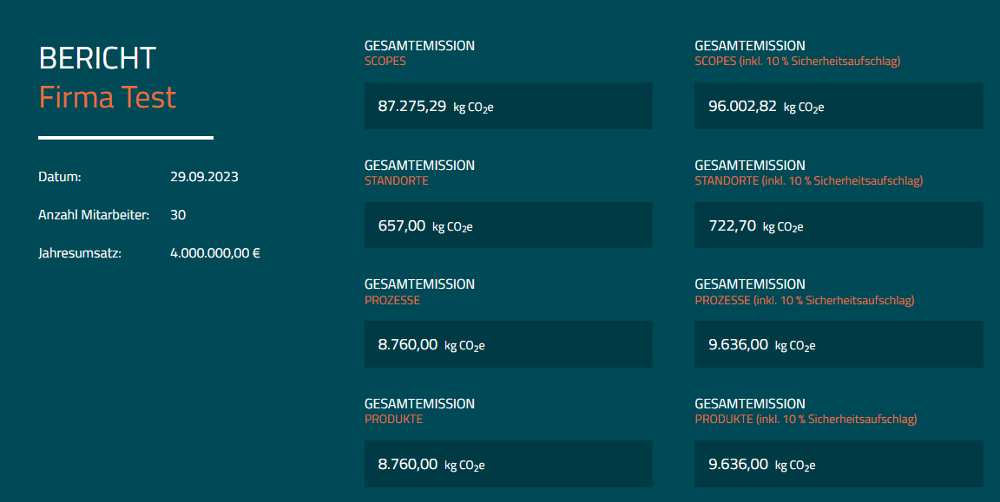 BERICHT
Firma Test
Datum: 29.09.2023
Anzahl Mitarbeiter: 30
Jahresumsatz: 4.000.000,00 €
GESAMTEMISSION
SCOPES
87.275,29 kg CO₂e
GESAMTEMISSION
SCOPES (inkl. 10 % Sicherheitsaufschlag)
96.002,82 kg CO₂e
GESAMTEMISSION
STANDORTE
657,00 kg CO₂e
GESAMTEMISSION
STANDORTE (inkl. 10 % Sicherheitsaufschlag)
722,70 kg CO₂e
GESAMTEMISSION
PROZESSE
8.760,00 kg CO₂e
GESAMTEMISSION
PROZESSE (inkl. 10 % Sicherheitsaufschlag)
9.636,00 kg CO₂e
GESAMTEMISSION
PRODUKTE
8.760,00 kg CO₂e
GESAMTEMISSION
PRODUKTE (inkl. 10 % Sicherheitsaufschlag)
9.636,00 kg CO₂e